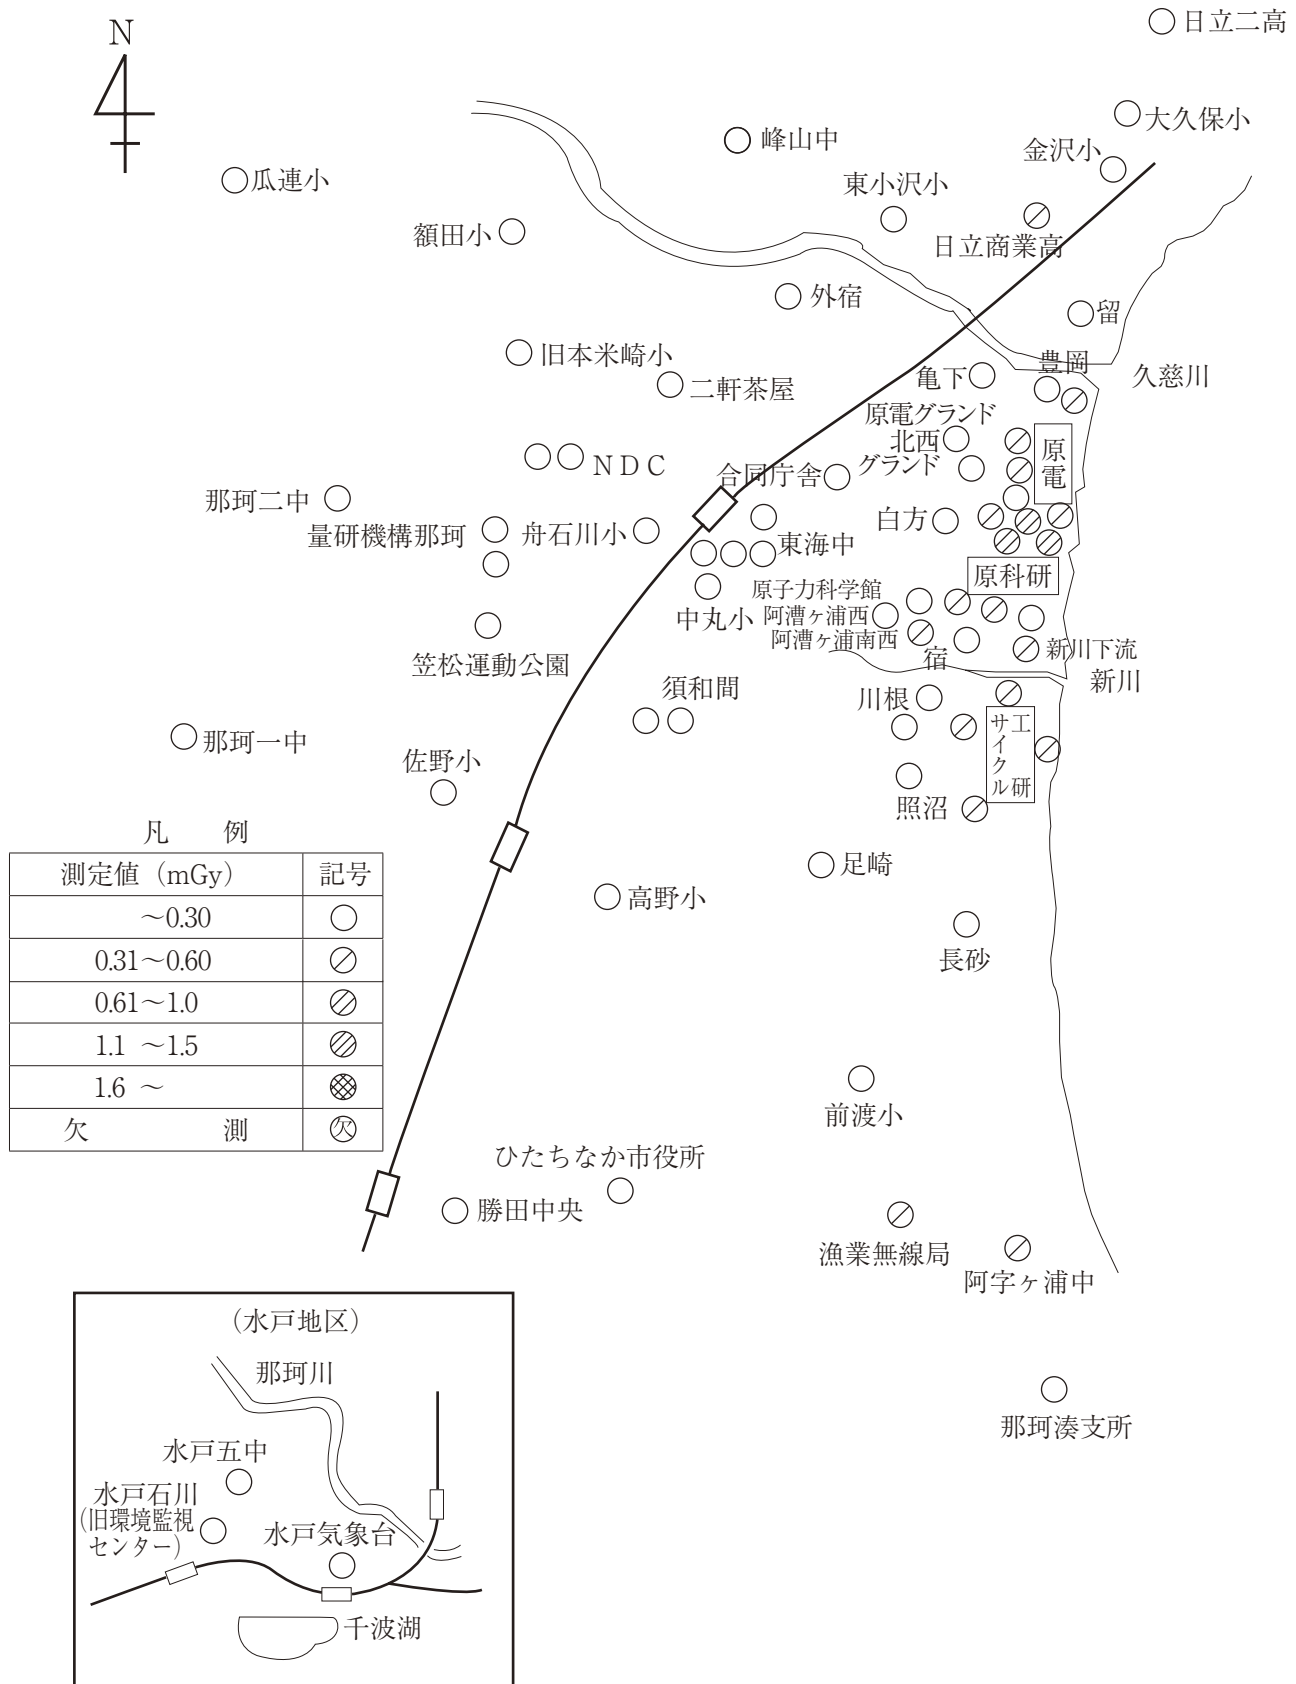 N
日立二高
大久保小
峰山中
金沢小
瓜連小
東小沢小
額田小
日立商業高
外宿
留
旧本米崎小
豊岡
久慈川
亀下
二軒茶屋
原電グランド
北西
グランド
原電
NDC
合同庁舎
那珂二中
量研機構那珂
舟石川小
白方
東海中
原科研
原子力科学館
中丸小
阿漕ヶ浦西
阿漕ヶ浦南西
笠松運動公園
宿
新川下流
新川
須和間
川根
サイクル工研
那珂一中
佐野小
照沼
凡 例
測定値（mGy） 記号
～0.30
0.31～0.60
0.61～1.0
1.1 ～1.5
1.6 ～
欠 測 欠
足崎
高野小
長砂
前渡小
ひたちなか市役所
勝田中央
漁業無線局
阿字ヶ浦中
那珂湊支所
（水戸地区）
那珂川
水戸五中
水戸石川
（旧環境監視
センター）
水戸気象台
千波湖